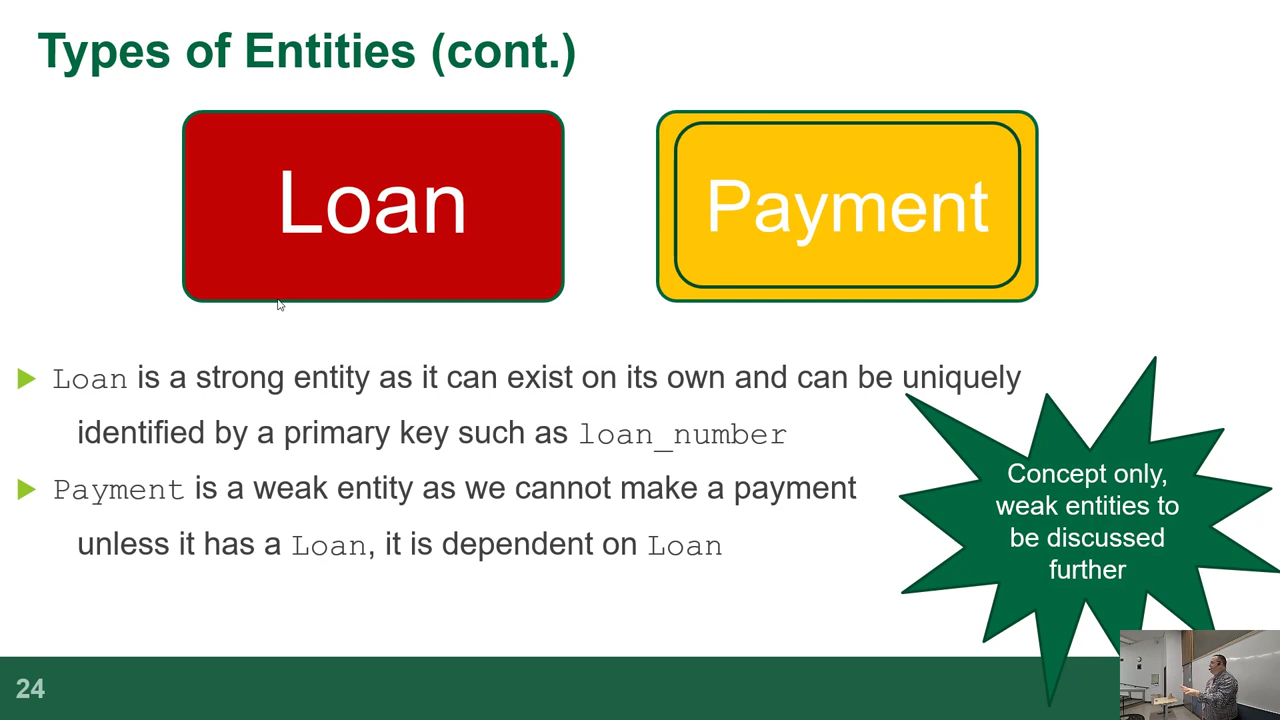 Types of Entities (cont.)
Loan
Payment
Loan is a strong entity as it can exist on its own and can be uniquely
identified by a primary key such as loan_number
Payment is a weak entity as we cannot make a payment
unless it has a Loan, it is dependent on Loan
Concept only,
weak entities to
be discussed
further
24